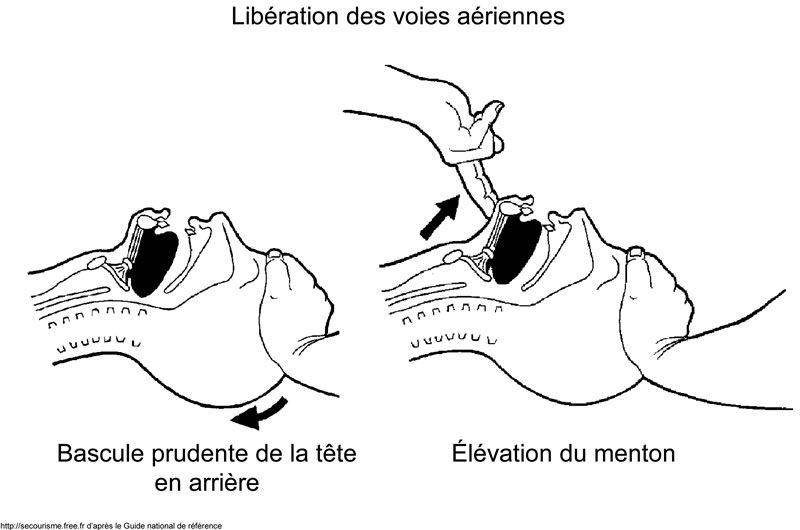 Libération des voies aériennes
Bascule prudente de la tête
en arrière
Élévation du menton
http://secourisme.free.fr d'après le Guide national de référence